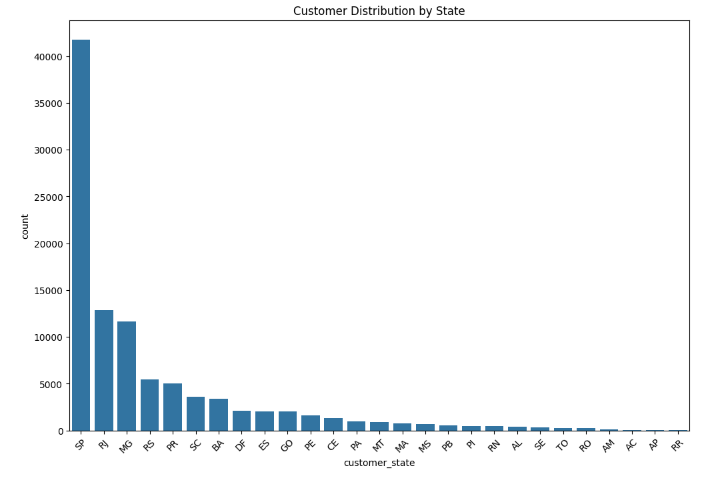 Customer Distribution by State
40000
35000
30000
25000
20000
15000
10000
5000
0
count
SP RJ MG RS PR SC BA DF ES GO PE CE PA MT MA MS PB PI RN AL SE TO RO AM AC AP RR
customer_state